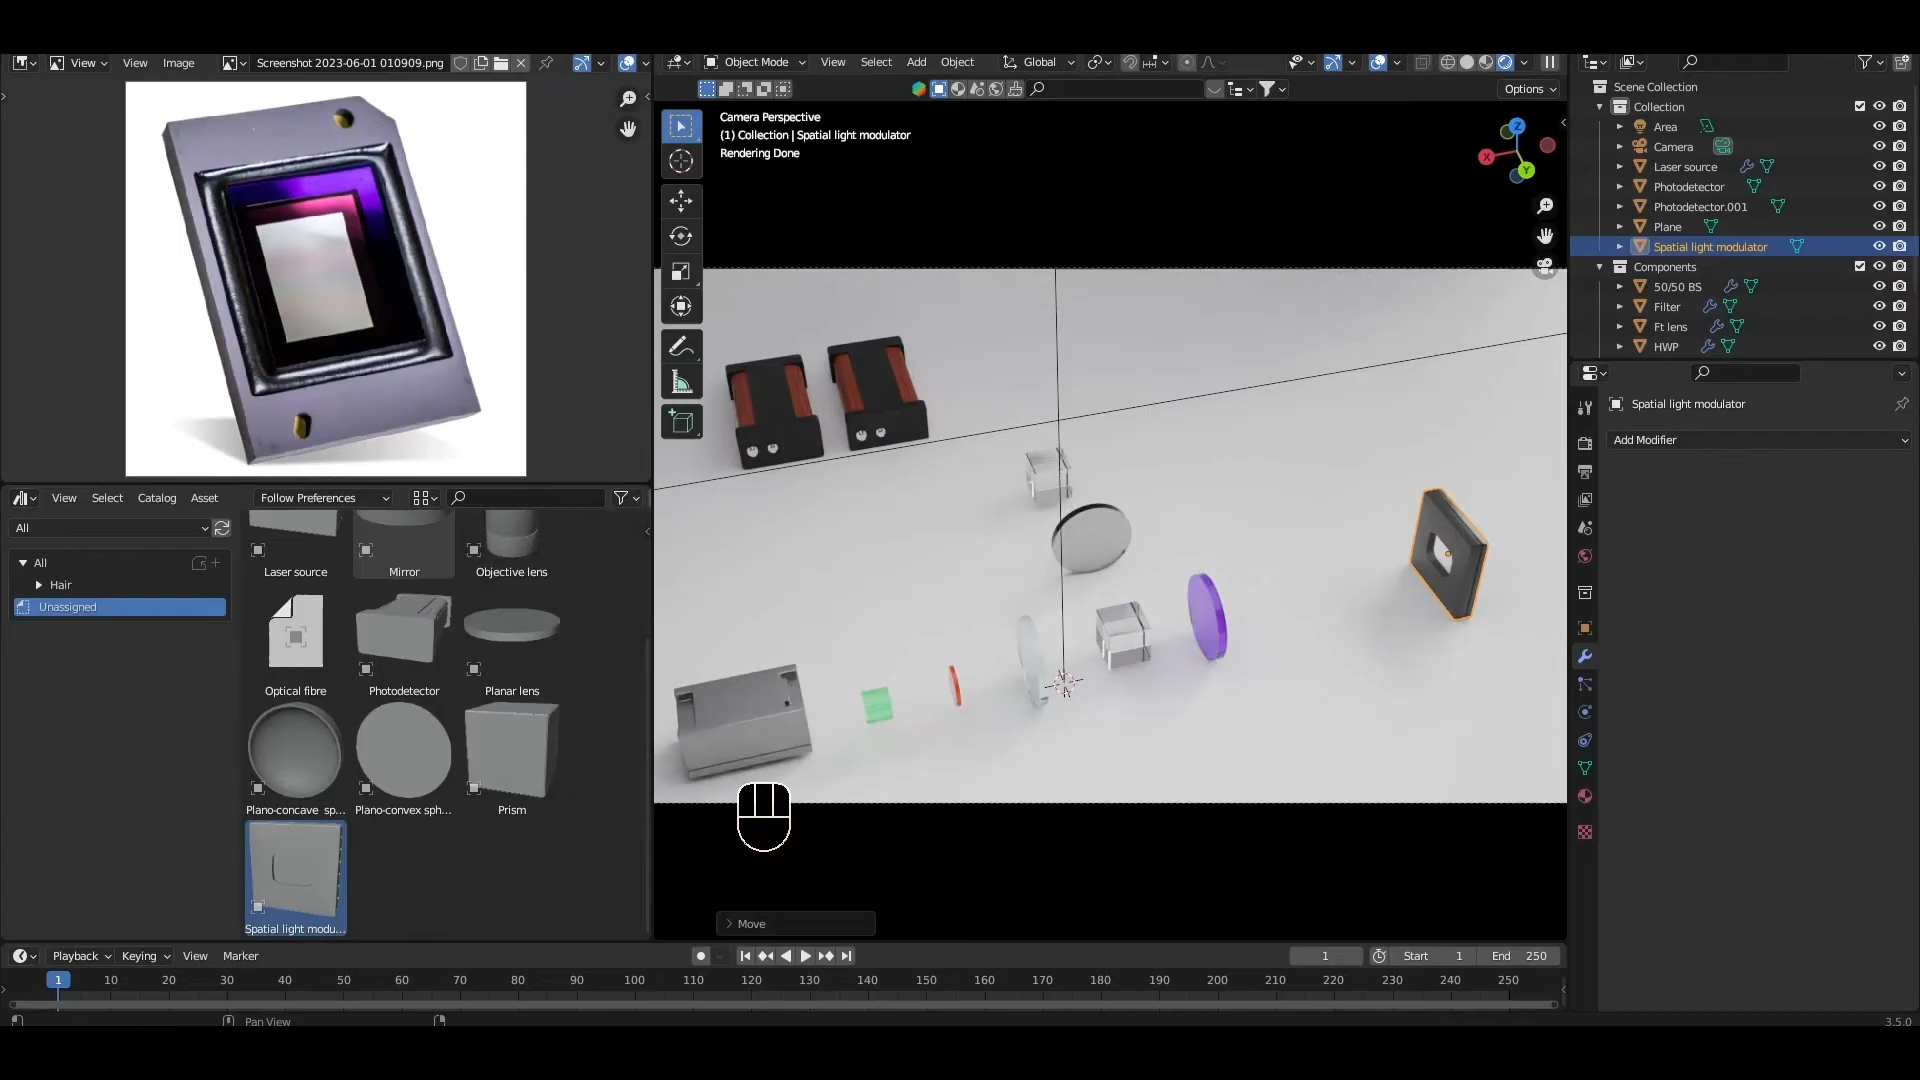 View
View
Image
Screenshot 2023-06-01 010909.png
Object Mode
View
Select
Add
Object
Global
Options
Camera Perspective
(1) Collection | Spatial light modulator
Rendering Done
X
Y
Z
Move
Scene Collection
Collection
Area
Camera
Laser source
Photodetector
Photodetector.001
Plane
Spatial light modulator
Components
50/50 BS
Filter
Ft lens
HWP
Spatial light modulator
Add Modifier
View
Select
Catalog
Asset
Follow Preferences
All
All
Hair
Unassigned
Laser source
Mirror
Objective lens
Optical fibre
Photodetector
Planar lens
Plano-concave sp...
Plano-convex sph...
Prism
Spatial light modu...
Playback
Keying
View
Marker
1
Start 1
End 250
1 10 20 30 40 50 60 70 80 90 100 110 120 130 140 150 160 170 180 190 200 210 220 230 240 250
Pan View
3.5.0